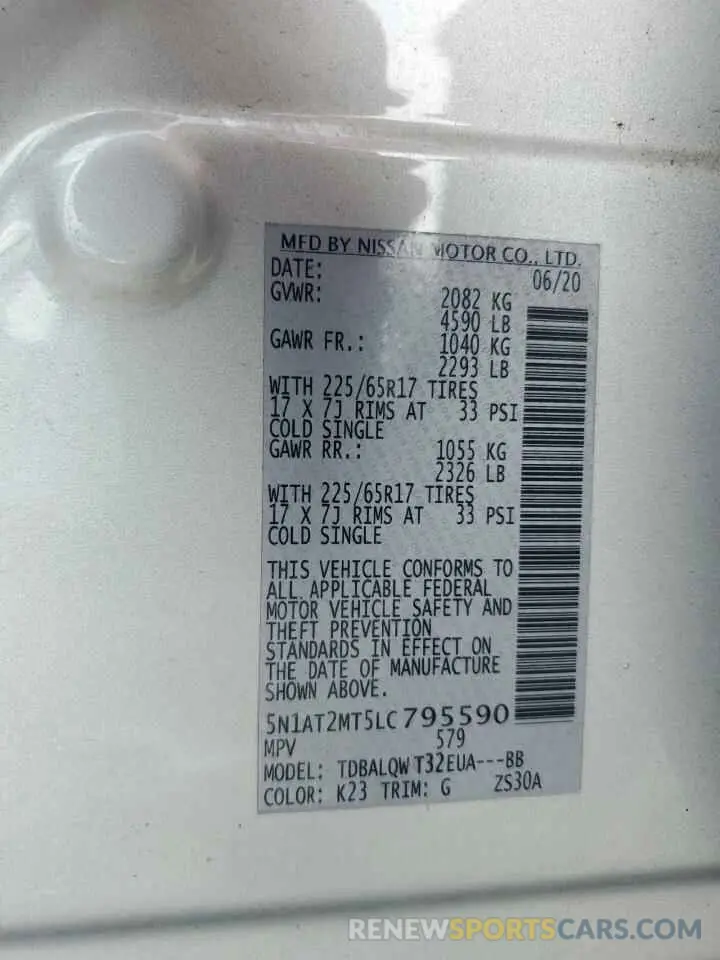 MFD BY NISSAN MOTOR CO., LTD.
DATE: 06/20
GVWR: 2082 KG
4590 LB
GAWR FR.: 1040 KG
2293 LB
WITH 225/65R17 TIRES
17 X 7J RIMS AT 33 PSI
COLD SINGLE
GAWR RR.: 1055 KG
2326 LB
WITH 225/65R17 TIRES
17 X 7J RIMS AT 33 PSI
COLD SINGLE
THIS VEHICLE CONFORMS TO
ALL APPLICABLE FEDERAL
MOTOR VEHICLE SAFETY AND
THEFT PREVENTION
STANDARDS IN EFFECT ON
THE DATE OF MANUFACTURE
SHOWN ABOVE.
5N1AT2MT5LC795590
MPV 579
MODEL: TDBALQWT32EUA---BB
COLOR: K23 TRIM: G ZS30A
RENEWSPORTSCARS.COM